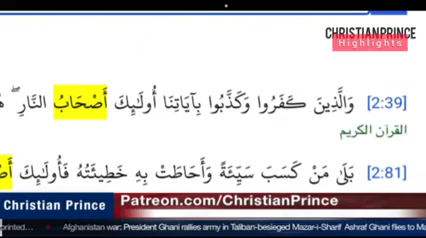 CHRISTIANPRINCE
Highlights
[2:39] وَالَّذِينَ كَفَرُوا وَكَذَّبُوا بِآيَاتِنَا أُولَٰئِكَ أَصْحَابُ النَّارِ ۖ
القرآن الكريم
[2:81] بَلَىٰ مَنْ كَسَبَ سَيِّئَةً وَأَحَاطَتْ بِهِ خَطِيئَتُهُ فَأُولَٰئِكَ
Christian Prince
Patreon.com/ChristianPrince
printed... Afghanistan war: President Ghani rallies army in Taliban-besieged Mazar-i-Sharif Ashraf Ghani flies to